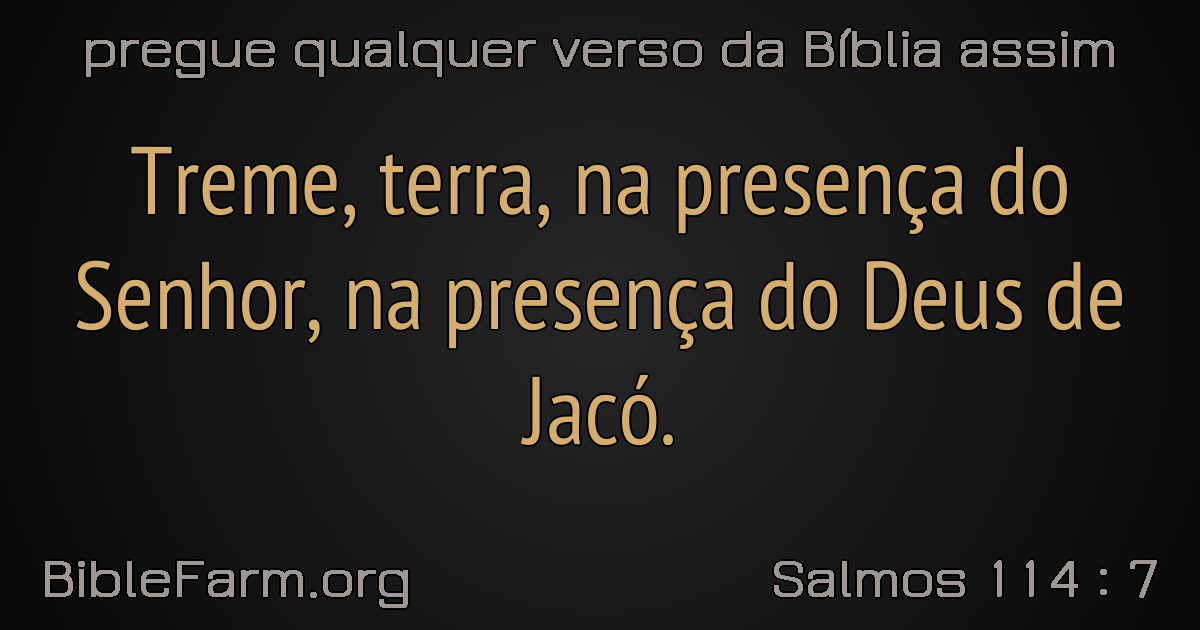 pregue qualquer verso da Bíblia assim
Treme, terra, na presença do
Senhor, na presença do Deus de
Jacó.
BibleFarm.org
Salmos 114 : 7